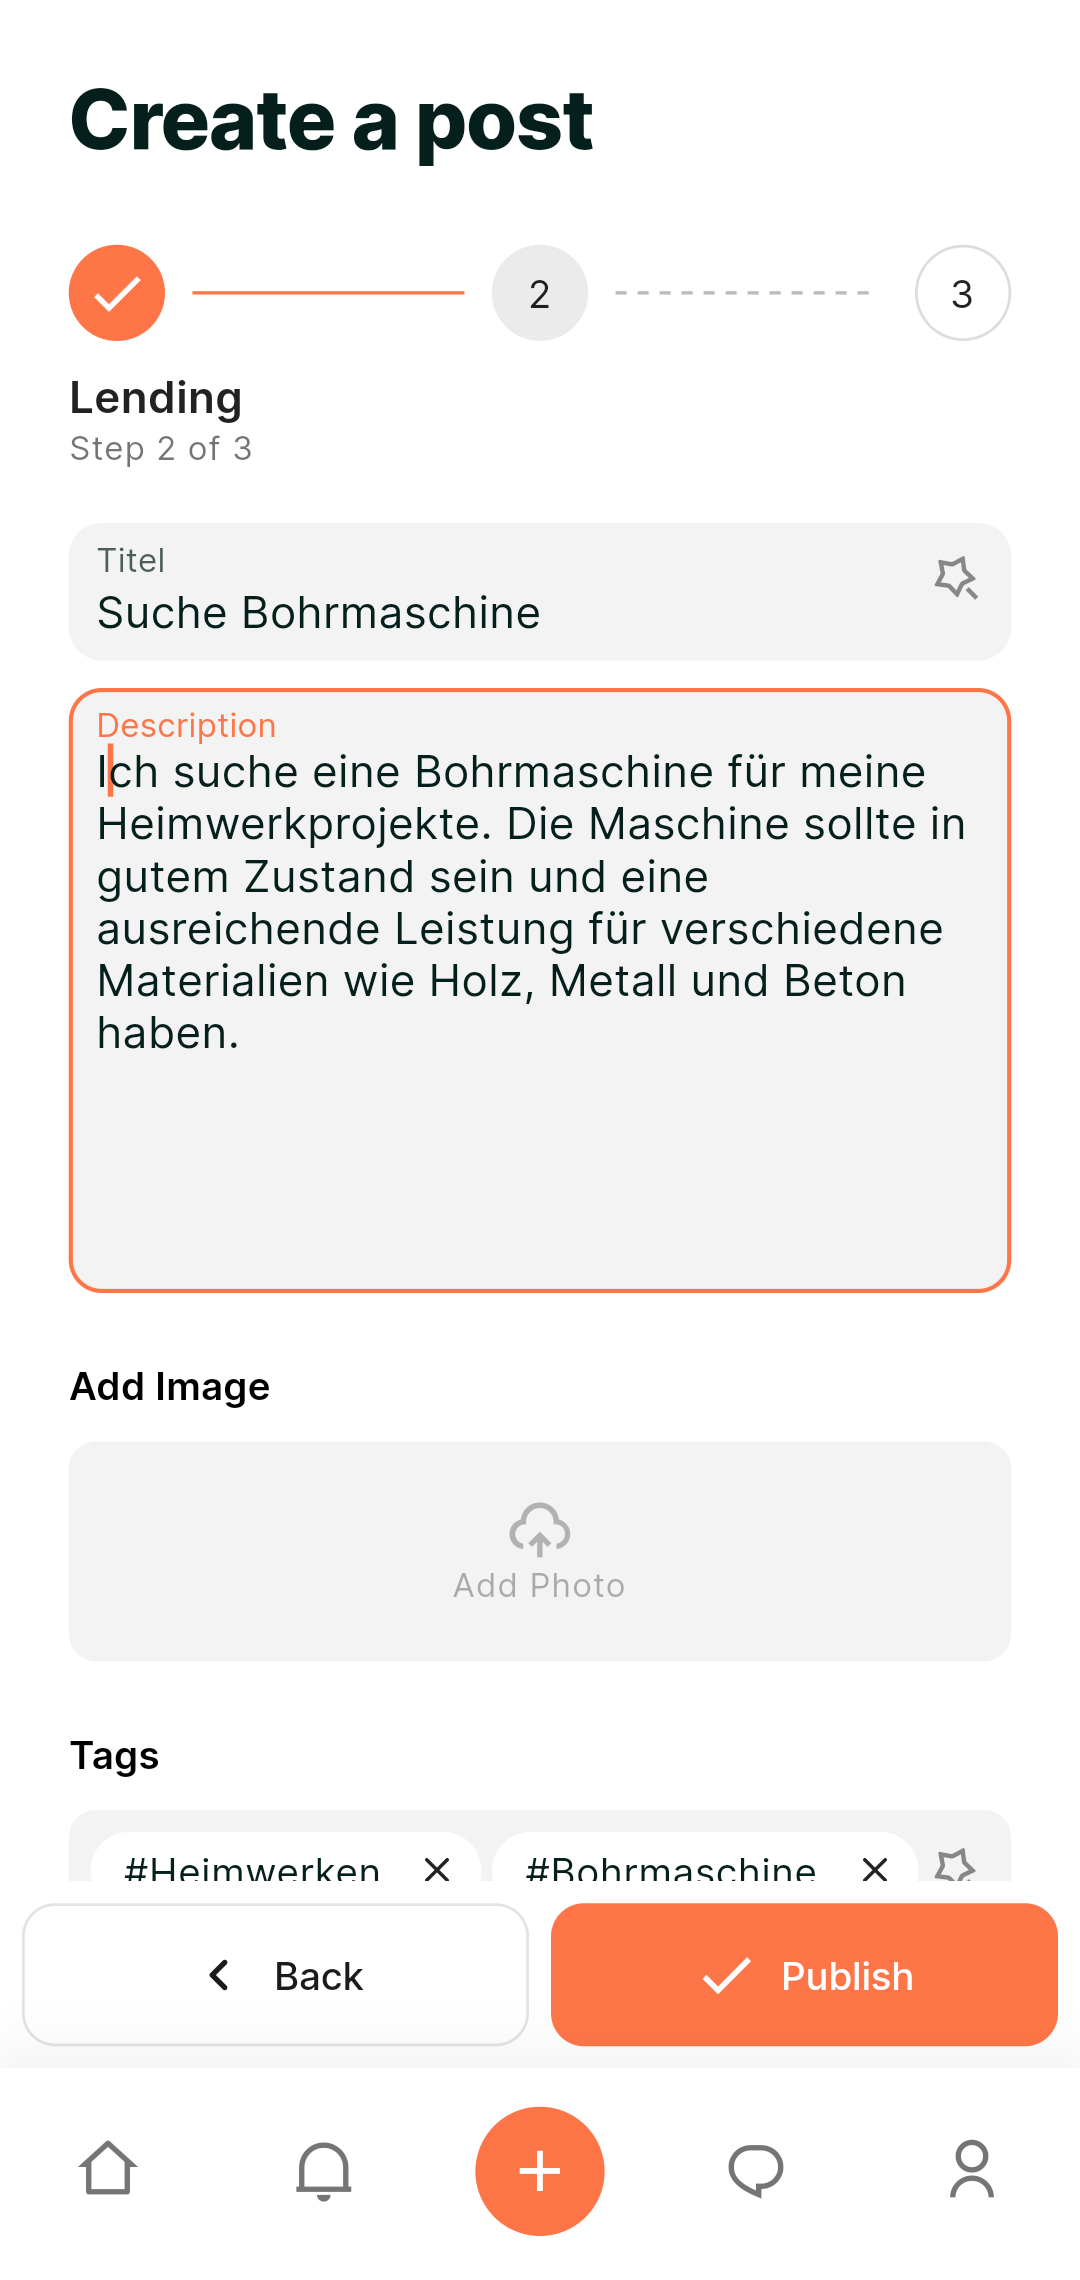 Create a post
2
3
Lending
Step 2 of 3
Titel
Suche Bohrmaschine
Description
Ich suche eine Bohrmaschine für meine
Heimwerkprojekte. Die Maschine sollte in
gutem Zustand sein und eine
ausreichende Leistung für verschiedene
Materialien wie Holz, Metall und Beton
haben.
Add Image
Add Photo
Tags
#Heimwerken
#Bohrmaschine
Back
Publish